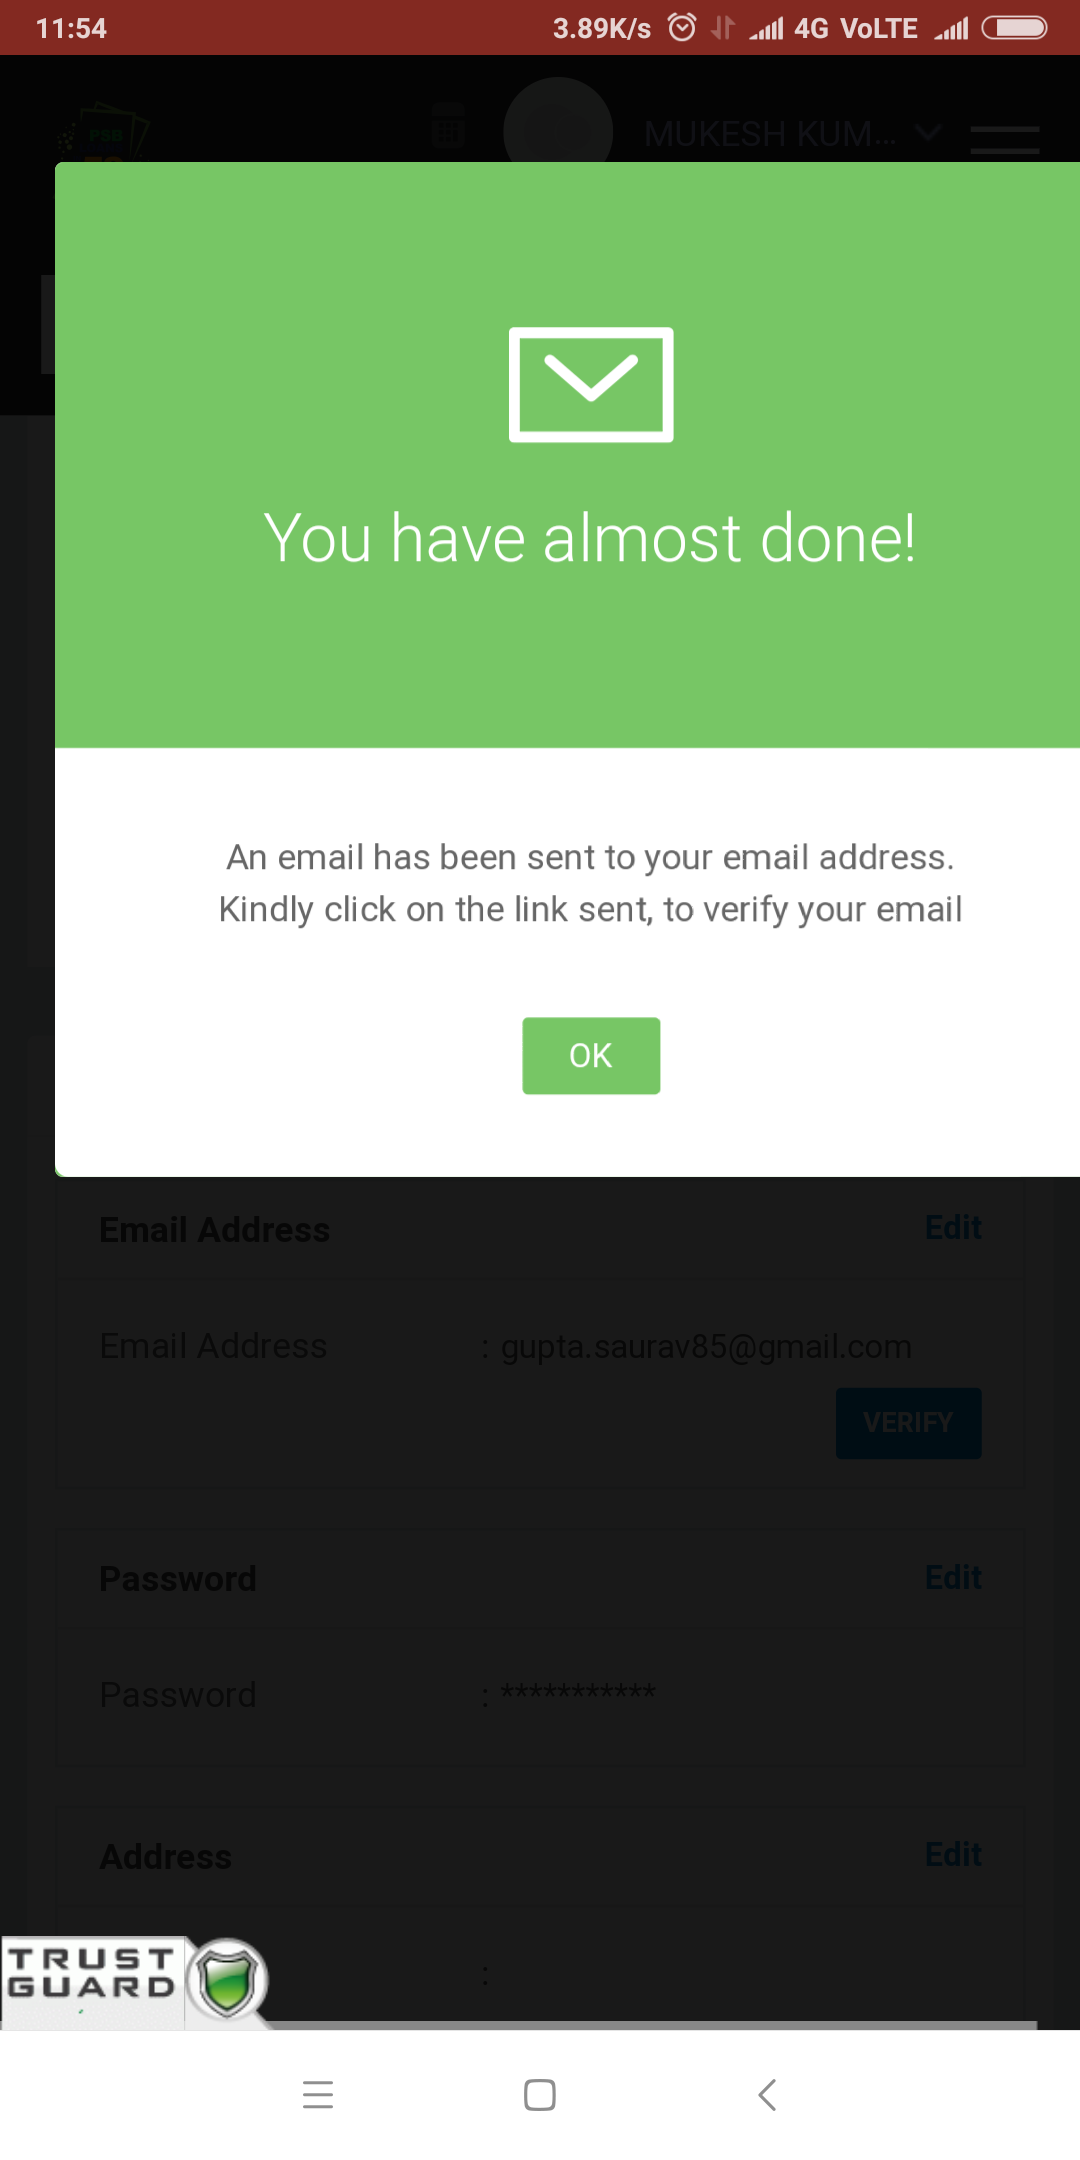 11:54 3.89K/s 4G VoLTE
PSB
MUKESH KUM...
You have almost done!
An email has been sent to your email address.
Kindly click on the link sent, to verify your email
OK
Email Address Edit
Email Address : gupta.saurav85@gmail.com
VERIFY
Password Edit
Password : ***********
Address Edit
:
TRUST
GUARD